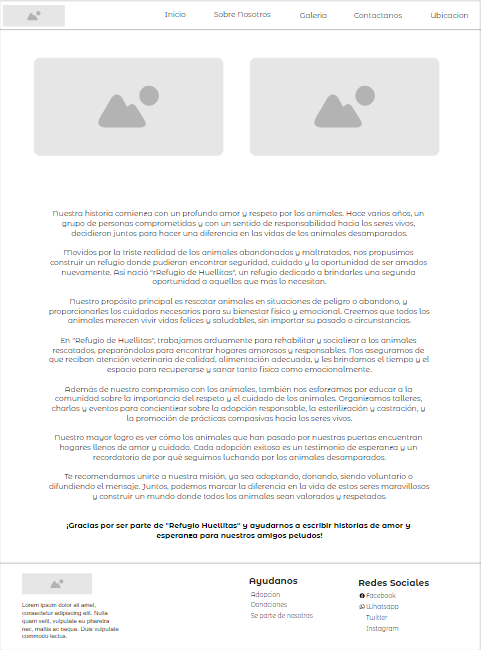 Inicio Sobre Nosotros Galeria Contactanos Ubicacion
Nuestra historia comienza con un profundo amor y respeto por los animales. Hace varios años, un
grupo de personas comprometidas y con un sentido de responsabilidad hacia los seres vivos,
decidieron juntos para hacer una diferencia en las vidas de los animales desamparados.
Movidos por la triste realidad de los animales abandonados y maltratados, nos propusimos
construir un refugio donde pudieran encontrar seguridad, cuidado y la oportunidad de ser amados
nuevamente. Así nació "rRefugio de Huellitas", un refugio dedicado a brindarles una segunda
oportunidad a aquellos que más lo necesitan.
Nuestro propósito principal es rescatar animales en situaciones de peligro o abandono, y
proporcionarles los cuidados necesarios para su bienestar físico y emocional. Creemos que todos los
animales merecen vivir vidas felices y saludables, sin importar su pasado o circunstancias.
En "Refugio de Huellitas", trabajamos arduamente para rehabilitar y socializar a los animales
rescatados, preparándolos para encontrar hogares amorosos y responsables. Nos aseguramos de
que reciban atención veterinaria de calidad, alimentación adecuada, y les brindamos el tiempo y el
espacio para recuperarse y sanar tanto física como emocionalmente.
Además de nuestro compromiso con los animales, también nos esforzamos por educar a la
comunidad sobre la importancia del respeto y el cuidado de los animales. Organizamos talleres,
charlas y eventos para concientizar sobre la adopción responsable, la esterilización y castración, y
la promoción de prácticas compasivas hacia los seres vivos.
Nuestro mayor logro es ver cómo los animales que han pasado por nuestras puertas encuentran
hogares llenos de amor y cuidado. Cada adopción exitosa es un testimonio de esperanza y un
recordatorio de por qué seguimos luchando por los animales desamparados.
Te recomendamos unirte a nuestra misión, ya sea adoptando, donando, siendo voluntario o
difundiendo el mensaje. Juntos, podemos marcar la diferencia en la vida de estos seres maravillosos
y construir un mundo donde todos los animales sean valorados y respetados.
¡Gracias por ser parte de "Refugio Huellitas" y ayudarnos a escribir historias de amor y
esperanza para nuestros amigos peludos!
Lorem ipsum dolor sit amet,
consectetur adipiscing elit. Nulla
quam velit, vulputate eu pharetra
nec, mattis ac neque. Duis vulputate
commodo lectus.
Ayudanos
Adopcion
Donaciones
Se parte de nosotros
Redes Sociales
Facebook
Whatsapp
Twitter
Instagram